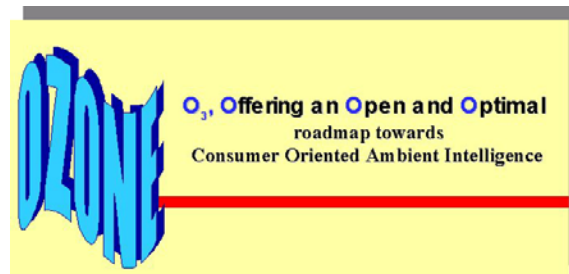 OZONE
O₃, Offering an Open and Optimal
roadmap towards
Consumer Oriented Ambient Intelligence